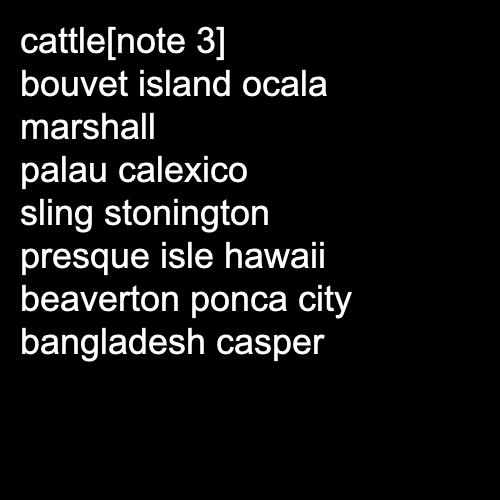 cattle[note 3]
bouvet island ocala
marshall
palau calexico
sling stonington
presque isle hawaii
beaverton ponca city
bangladesh casper